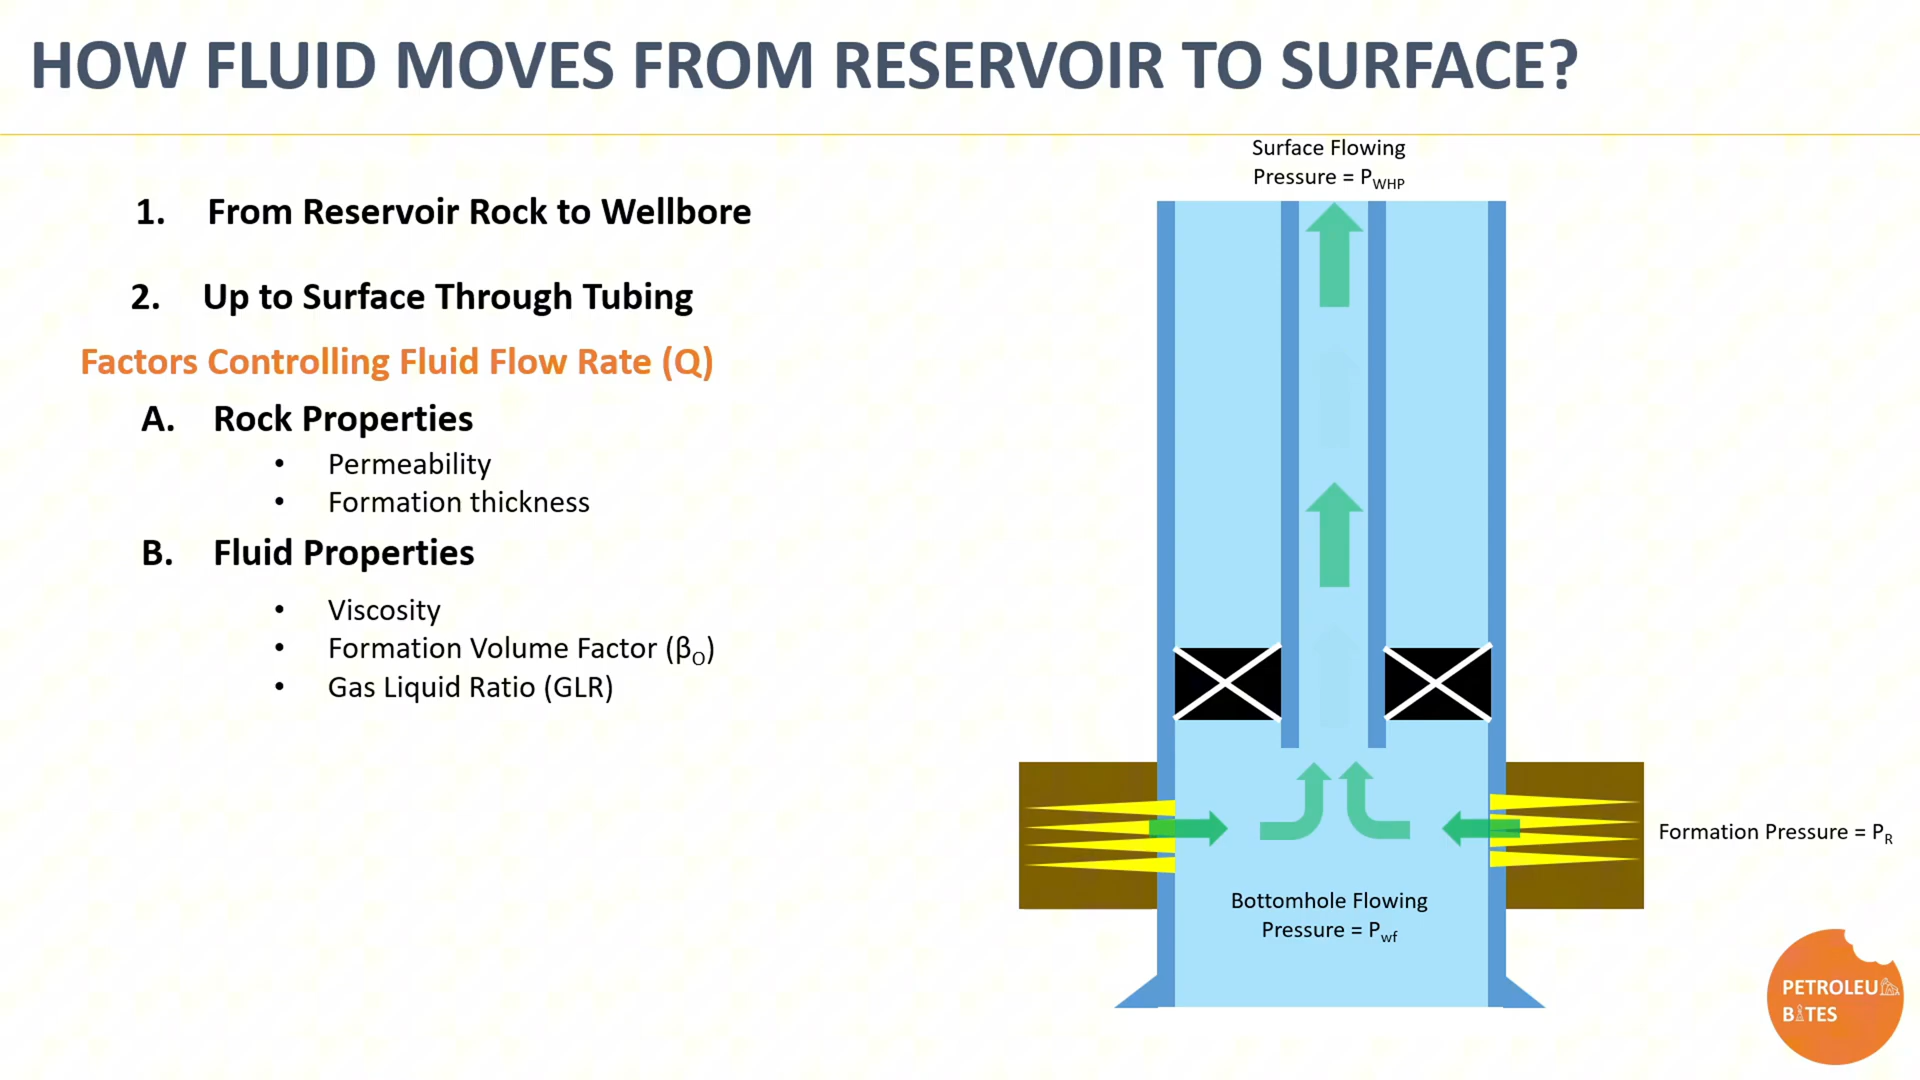 HOW FLUID MOVES FROM RESERVOIR TO SURFACE?
1. From Reservoir Rock to Wellbore
2. Up to Surface Through Tubing
Factors Controlling Fluid Flow Rate (Q)
A. Rock Properties
• Permeability
• Formation thickness
B. Fluid Properties
• Viscosity
• Formation Volume Factor (βO)
• Gas Liquid Ratio (GLR)
Surface Flowing
Pressure = PWHP
Formation Pressure = PR
Bottomhole Flowing
Pressure = Pwf
PETROLEU
BITES